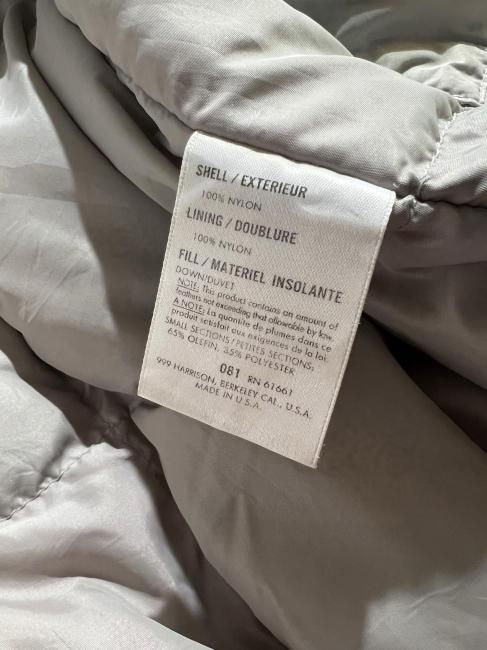 SHELL / EXTERIEUR
100% NYLON
LINING / DOUBLURE
100% NYLON
FILL / MATERIEL INSOLANTE
DOWN/DUVET
NOTE: This product contains an amount of
feathers not exceeding that allowable by law.
A NOTE: La quantite de plumes dans ce
produit satisfait aux exigences de la loi.
SMALL SECTIONS / PETITES SECTIONS,
65% OLEFIN, 35% POLYESTER
081 RN 61661
999 HARRISON, BERKELEY CAL., U.S.A.
MADE IN U.S.A.